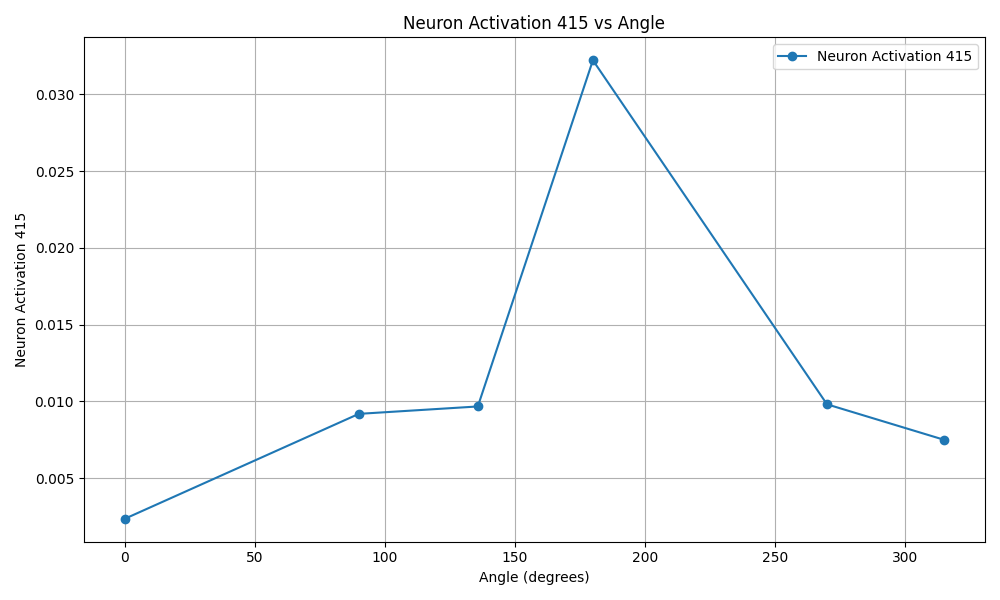 Neuron Activation 415 vs Angle
Neuron Activation 415
0.030
0.025
0.020
0.015
0.010
0.005
Neuron Activation 415
0 50 100 150 200 250 300
Angle (degrees)